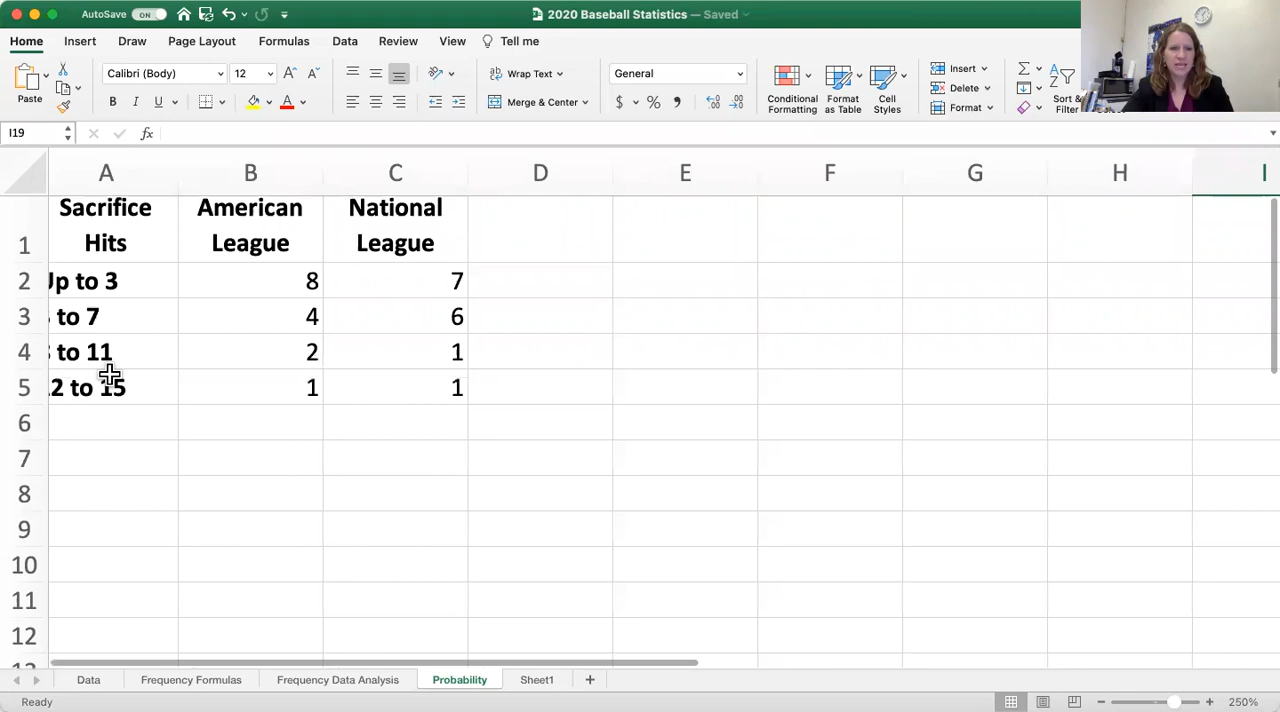 AutoSave ON 2020 Baseball Statistics — Saved
Home Insert Draw Page Layout Formulas Data Review View Tell me
Paste Calibri (Body) 12 Wrap Text General Insert
B I U Merge & Center $ % Conditional Formatting Format as Table Cell Styles Delete Format Sort & Filter
I19 fx
A B C D E F G H I
1 Sacrifice Hits American League National League
2 Up to 3 8 7
3 to 7 4 6
4 to 11 2 1
5 12 to 15 1 1
6
7
8
9
10
11
12
Data Frequency Formulas Frequency Data Analysis Probability Sheet1 +
Ready 250%